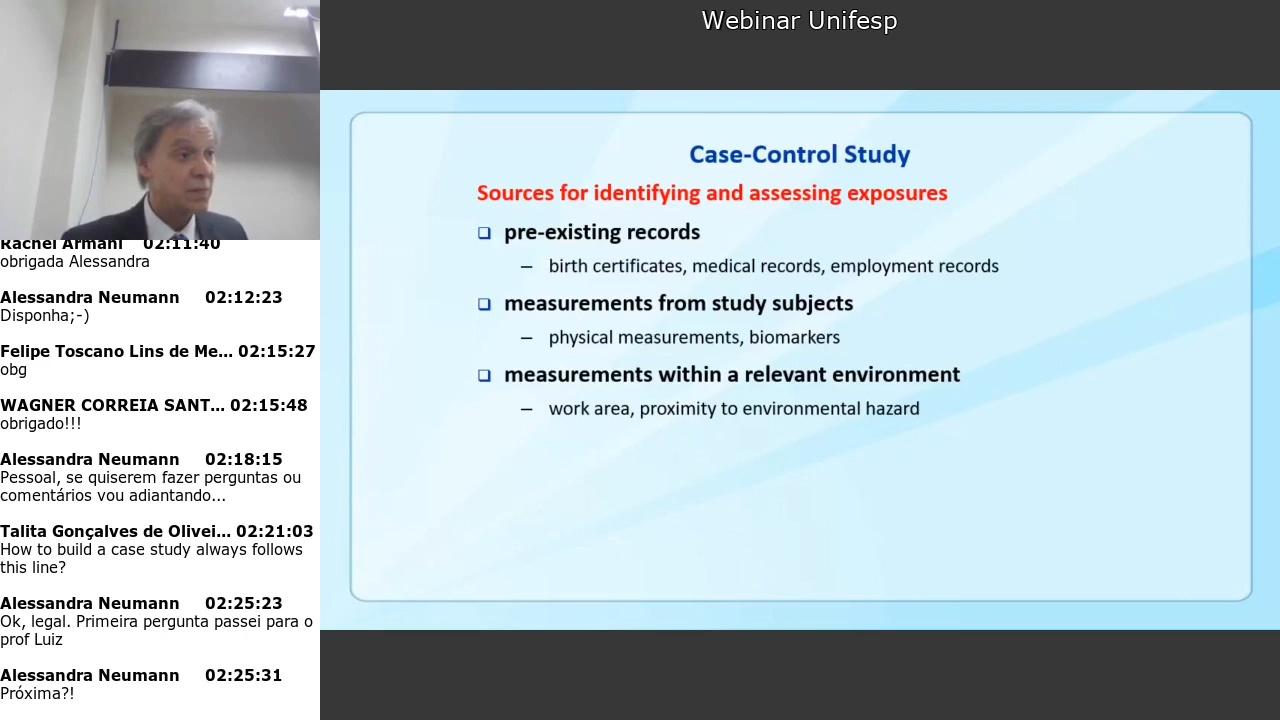 Webinar Unifesp
Rachel Armani 02:11:40
obrigada Alessandra
Alessandra Neumann 02:12:23
Disponha;-)
Felipe Toscano Lins de Me... 02:15:27
obg
WAGNER CORREIA SANT... 02:15:48
obrigado!!!
Alessandra Neumann 02:18:15
Pessoal, se quiserem fazer perguntas ou
comentários vou adiantando...
Talita Gonçalves de Olivei... 02:21:03
How to build a case study always follows
this line?
Alessandra Neumann 02:25:23
Ok, legal. Primeira pergunta passei para o
prof Luiz
Alessandra Neumann 02:25:31
Próxima?!
Case-Control Study
Sources for identifying and assessing exposures
❑ pre-existing records
– birth certificates, medical records, employment records
❑ measurements from study subjects
– physical measurements, biomarkers
❑ measurements within a relevant environment
– work area, proximity to environmental hazard